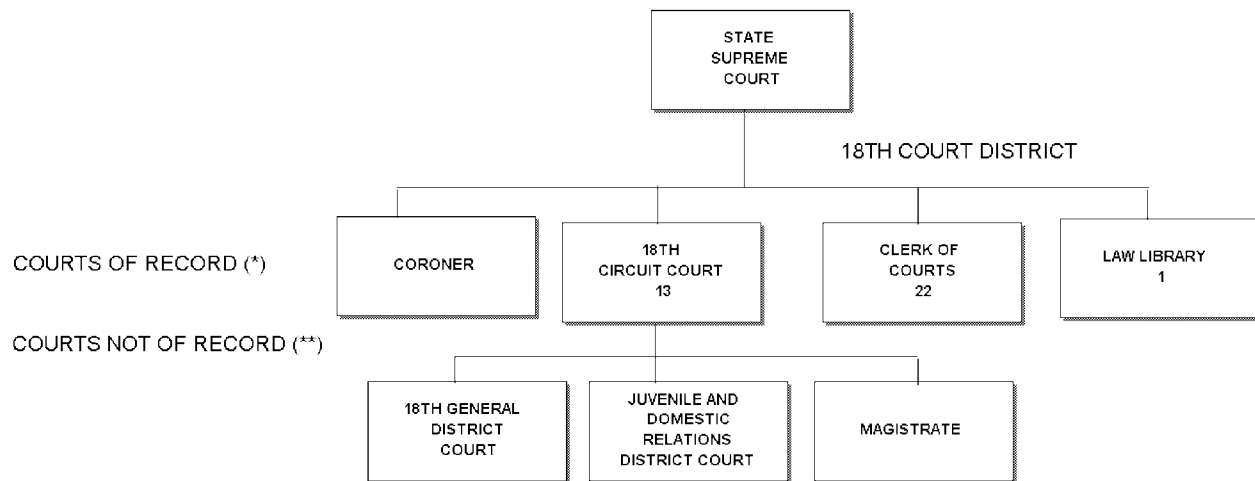 STATE
SUPREME
COURT
18TH COURT DISTRICT
COURTS OF RECORD (*)
CORONER
18TH
CIRCUIT COURT
13
CLERK OF
COURTS
22
LAW LIBRARY
1
COURTS NOT OF RECORD (**)
18TH GENERAL
DISTRICT
COURT
JUVENILE AND
DOMESTIC
RELATIONS
DISTRICT COURT
MAGISTRATE